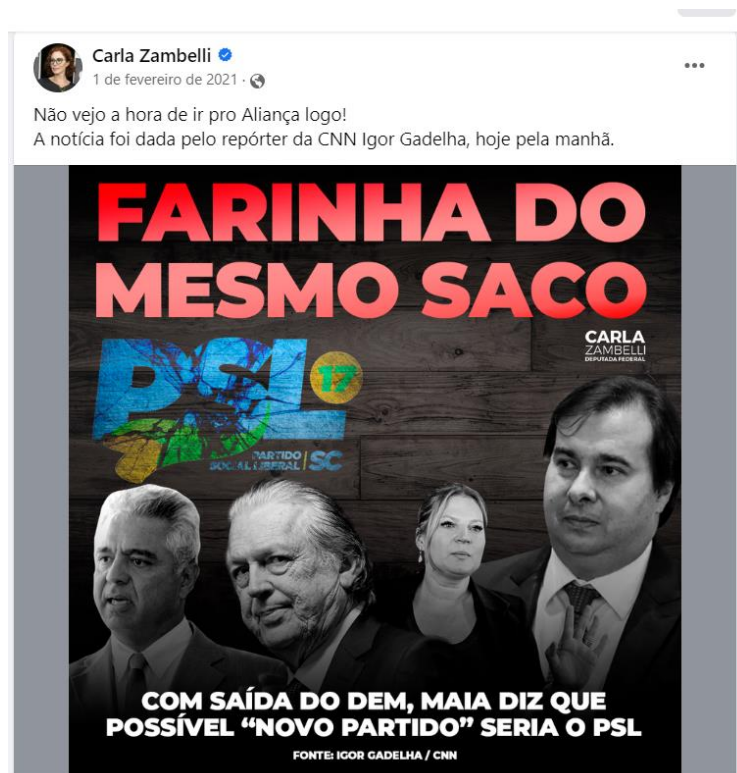 Carla Zambelli
1 de fevereiro de 2021 ·
Não vejo a hora de ir pro Aliança logo!
A notícia foi dada pelo repórter da CNN Igor Gadelha, hoje pela manhã.
FARINHA DO
MESMO SACO
CARLA
ZAMBELLI
DEPUTADA FEDERAL
PSL 17
PARTIDO
SOCIAL LIBERAL | SC
COM SAÍDA DO DEM, MAIA DIZ QUE
POSSÍVEL “NOVO PARTIDO” SERIA O PSL
FONTE: IGOR GADELHA / CNN